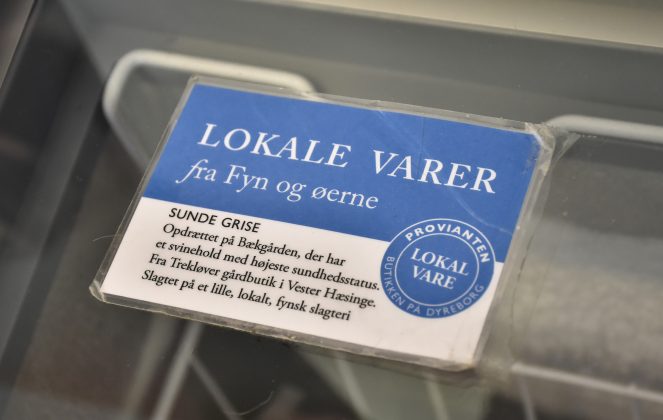 LOKALE VARER
fra Fyn og øerne
SUNDE GRISE
Opdrættet på Bækgården, der har
et svinehold med højeste sundhedsstatus.
Fra Trekløver gårdbutik i Vester Hæsinge.
Slagtet på et lille, lokalt, fynsk slagteri
PROVIANTEN
LOKAL
VARE
BUTIKKEN PÅ DYREBORG